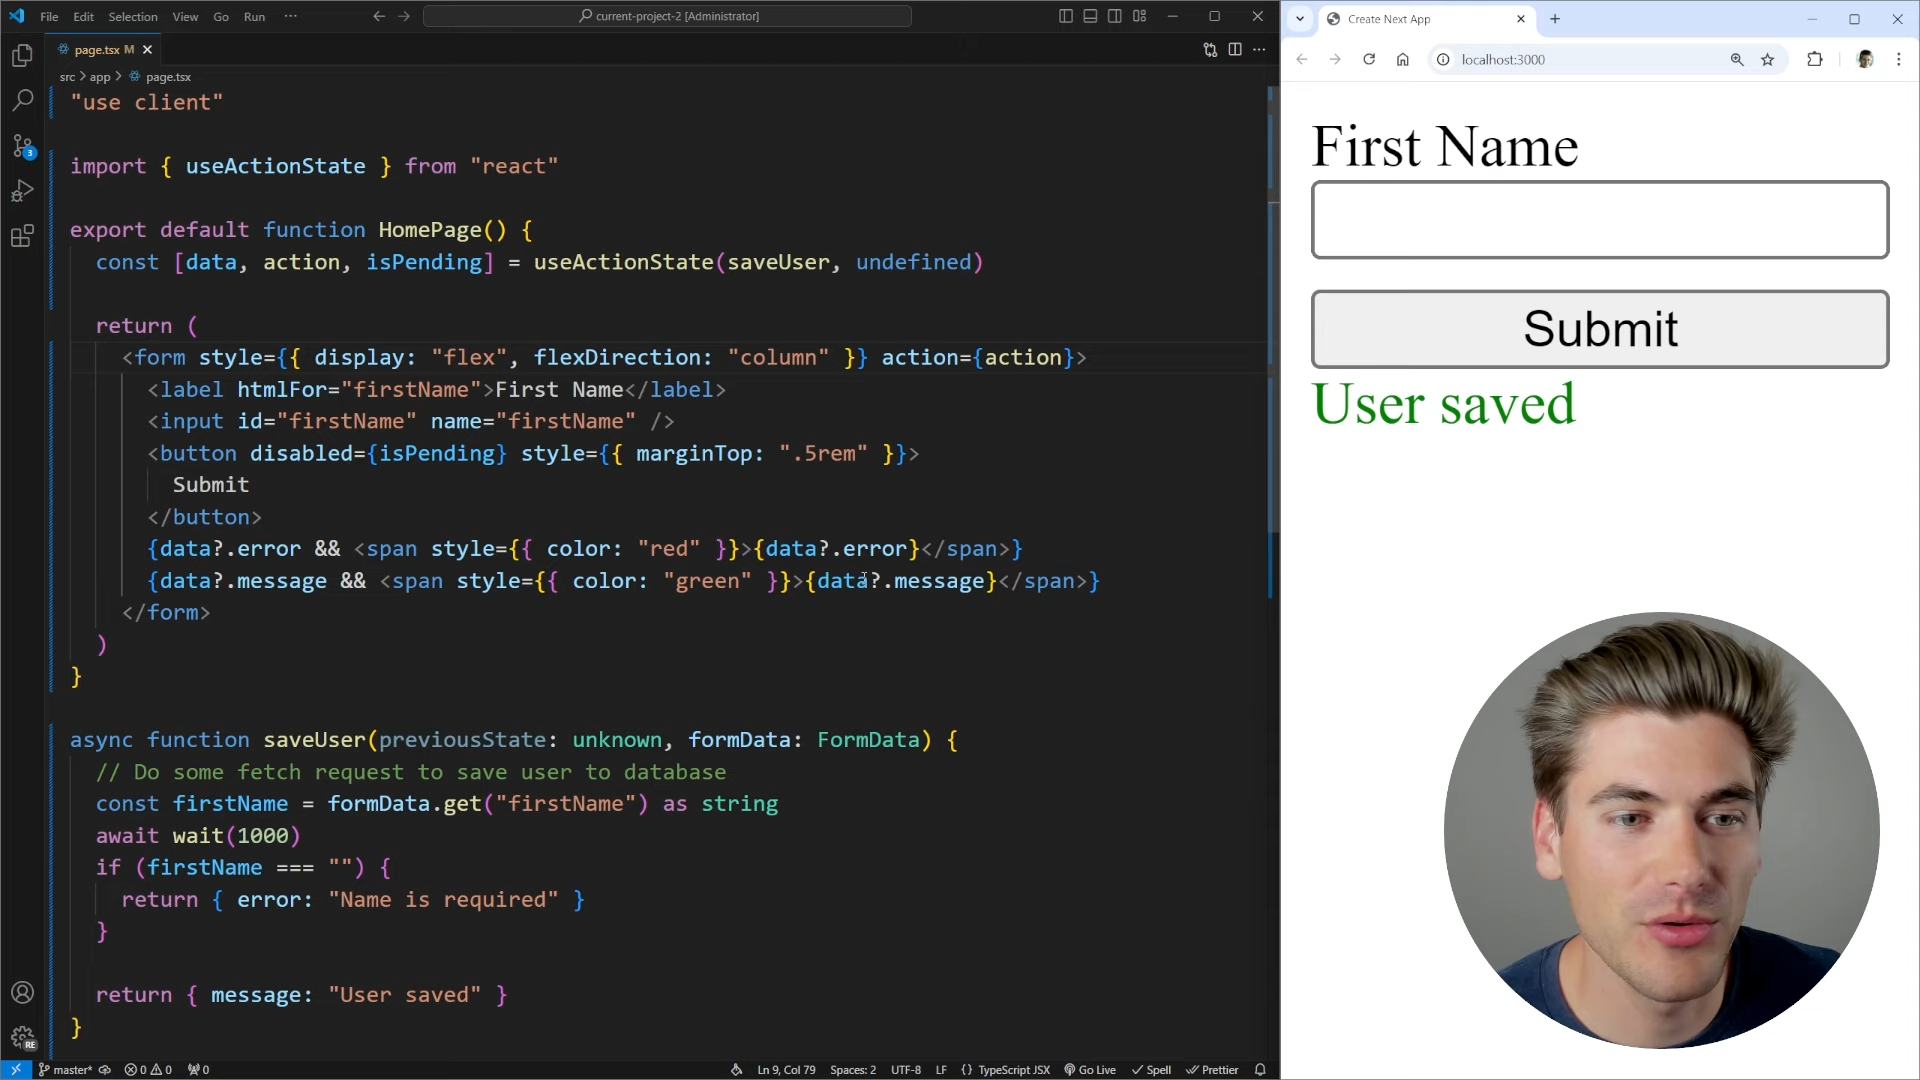 File Edit Selection View Go Run ···
current-project-2 [Administrator]
page.tsx M
src > app > page.tsx
"use client"
import { useActionState } from "react"
export default function HomePage() {
const [data, action, isPending] = useActionState(saveUser, undefined)
return (
<form style={{ display: "flex", flexDirection: "column" }} action={action}>
<label htmlFor="firstName">First Name</label>
<input id="firstName" name="firstName" />
<button disabled={isPending} style={{ marginTop: ".5rem" }}>
Submit
</button>
{data?.error && <span style={{ color: "red" }}>{data?.error}</span>}
{data?.message && <span style={{ color: "green" }}>{data?.message}</span>}
</form>
)
}
async function saveUser(previousState: unknown, formData: FormData) {
// Do some fetch request to save user to database
const firstName = formData.get("firstName") as string
await wait(1000)
if (firstName === "") {
return { error: "Name is required" }
}
return { message: "User saved" }
}
3
RE
master* 0 0 0
Ln 9, Col 79 Spaces: 2 UTF-8 LF {} TypeScript JSX Go Live Spell Prettier
Create Next App
localhost:3000
First Name
Submit
User saved